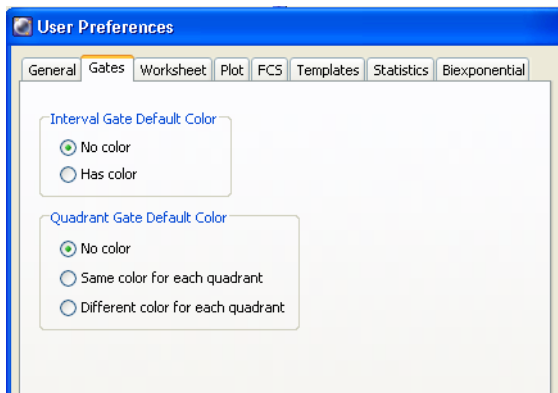 User Preferences
General Gates Worksheet Plot FCS Templates Statistics Biexponential
Interval Gate Default Color
No color
Has color
Quadrant Gate Default Color
No color
Same color for each quadrant
Different color for each quadrant